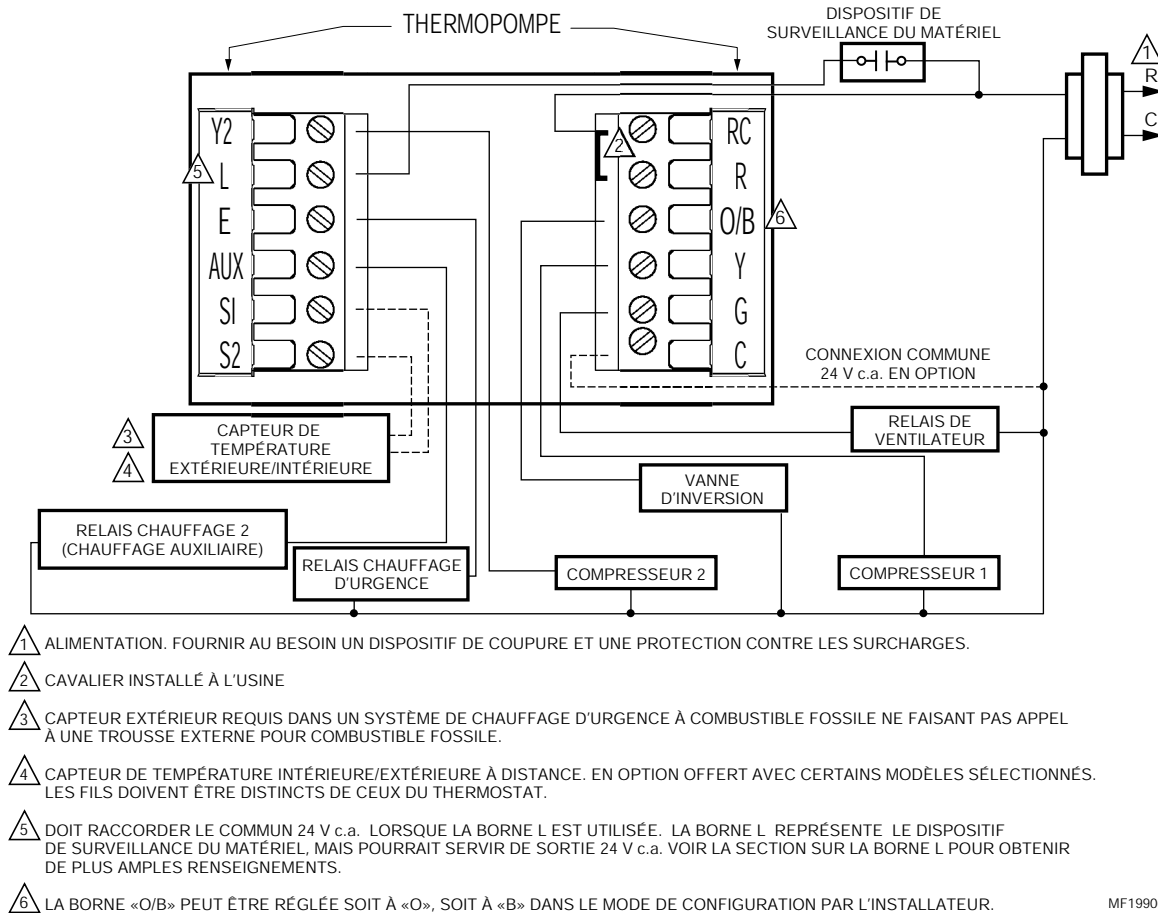 THERMOPOMPE
DISPOSITIF DE
SURVEILLANCE DU MATÉRIEL
1
R
C
Y2
L
E
AUX
S1
S2
5
2
RC
R
O/B
Y
G
C
6
CONNEXION COMMUNE
24 V c.a. EN OPTION
3
4
CAPTEUR DE
TEMPÉRATURE
EXTÉRIEURE/INTÉRIEURE
RELAIS DE
VENTILATEUR
VANNE
D'INVERSION
RELAIS CHAUFFAGE 2
(CHAUFFAGE AUXILIAIRE)
RELAIS CHAUFFAGE
D'URGENCE
COMPRESSEUR 2
COMPRESSEUR 1
1 ALIMENTATION. FOURNIR AU BESOIN UN DISPOSITIF DE COUPURE ET UNE PROTECTION CONTRE LES SURCHARGES.
2 CAVALIER INSTALLÉ À L'USINE
3 CAPTEUR EXTÉRIEUR REQUIS DANS UN SYSTÈME DE CHAUFFAGE D'URGENCE À COMBUSTIBLE FOSSILE NE FAISANT PAS APPEL
À UNE TROUSSE EXTERNE POUR COMBUSTIBLE FOSSILE.
4 CAPTEUR DE TEMPÉRATURE INTÉRIEURE/EXTÉRIEURE À DISTANCE. EN OPTION OFFERT AVEC CERTAINS MODÈLES SÉLECTIONNÉS.
LES FILS DOIVENT ÊTRE DISTINCTS DE CEUX DU THERMOSTAT.
5 DOIT RACCORDER LE COMMUN 24 V c.a. LORSQUE LA BORNE L EST UTILISÉE. LA BORNE L REPRÉSENTE LE DISPOSITIF
DE SURVEILLANCE DU MATÉRIEL, MAIS POURRAIT SERVIR DE SORTIE 24 V c.a. VOIR LA SECTION SUR LA BORNE L POUR OBTENIR
DE PLUS AMPLES RENSEIGNEMENTS.
6 LA BORNE «O/B» PEUT ÊTRE RÉGLÉE SOIT À «O», SOIT À «B» DANS LE MODE DE CONFIGURATION PAR L'INSTALLATEUR.
MF1990